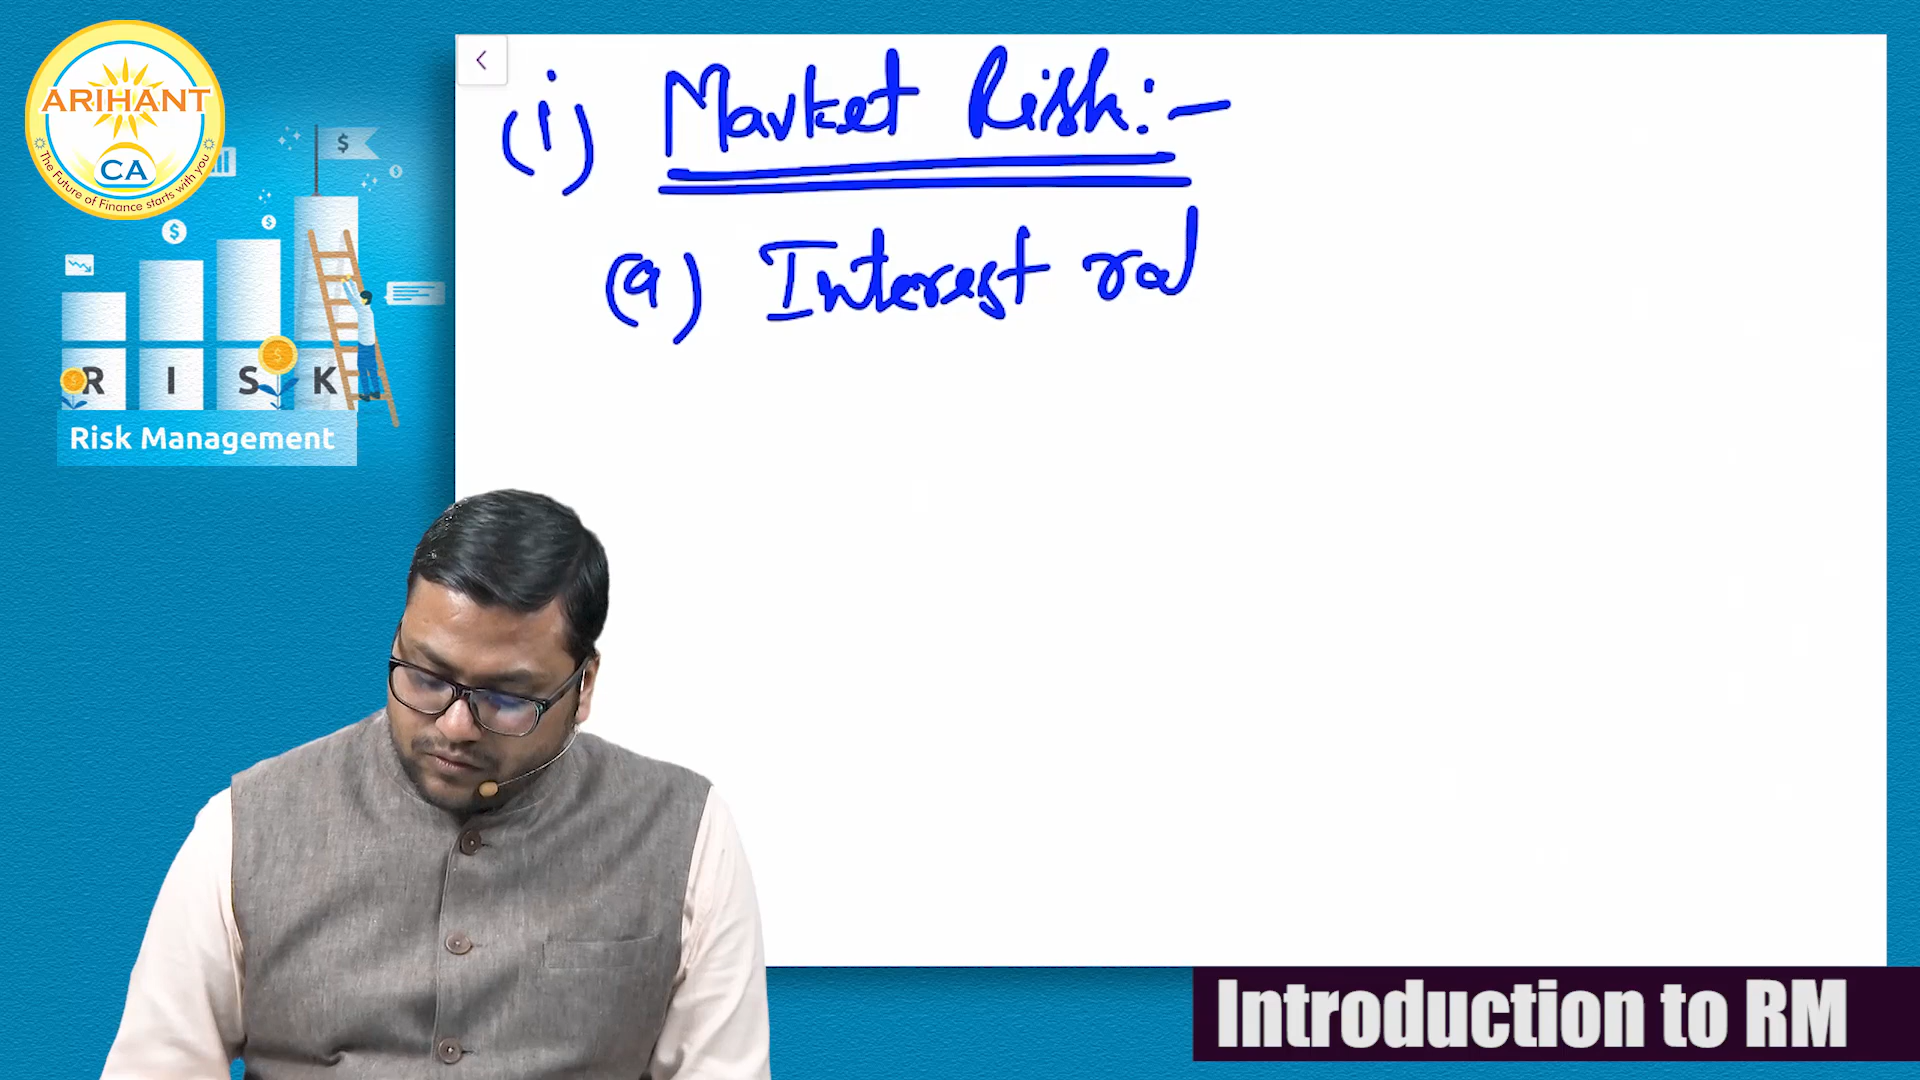 ARIHANT
CA
The Future of Finance starts with you
$
$
$
$
$
R I S K
Risk Management
(i) Market Risk:-
(a) Interest rat
Introduction to RM